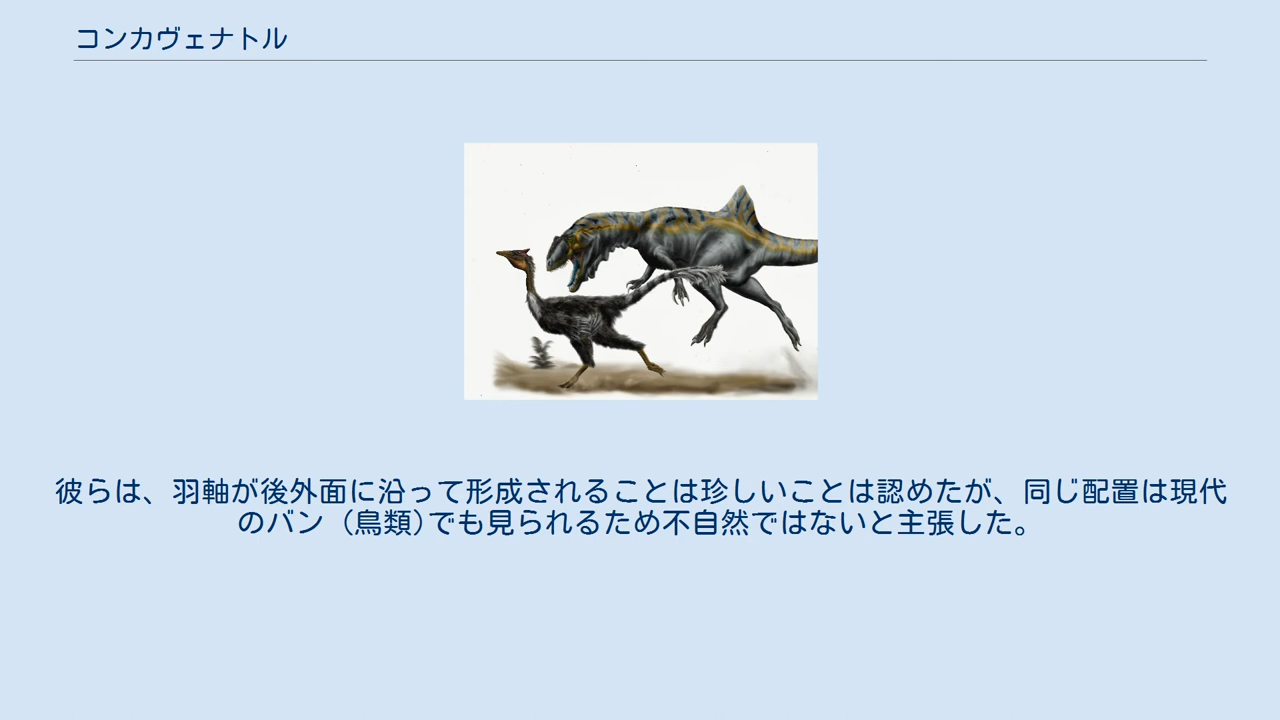 コンカヴェナトル
彼らは、羽軸が後外面に沿って形成されることは珍しいことは認めたが、同じ配置は現代
のバン (鳥類)でも見られるため不自然ではないと主張した。